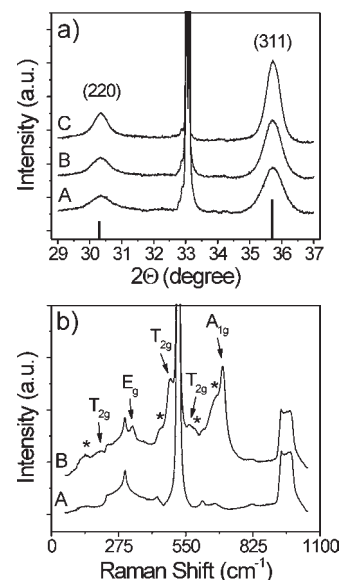 a)
(311)
(220)
C
B
A
Intensity (a.u.)
29 30 31 32 33 34 35 36 37
2Θ (degree)
b)
A1g
T2g
T2g
Eg
T2g
* * * *
B
A
Intensity (a.u.)
0 275 550 825 1100
Raman Shift (cm-1)